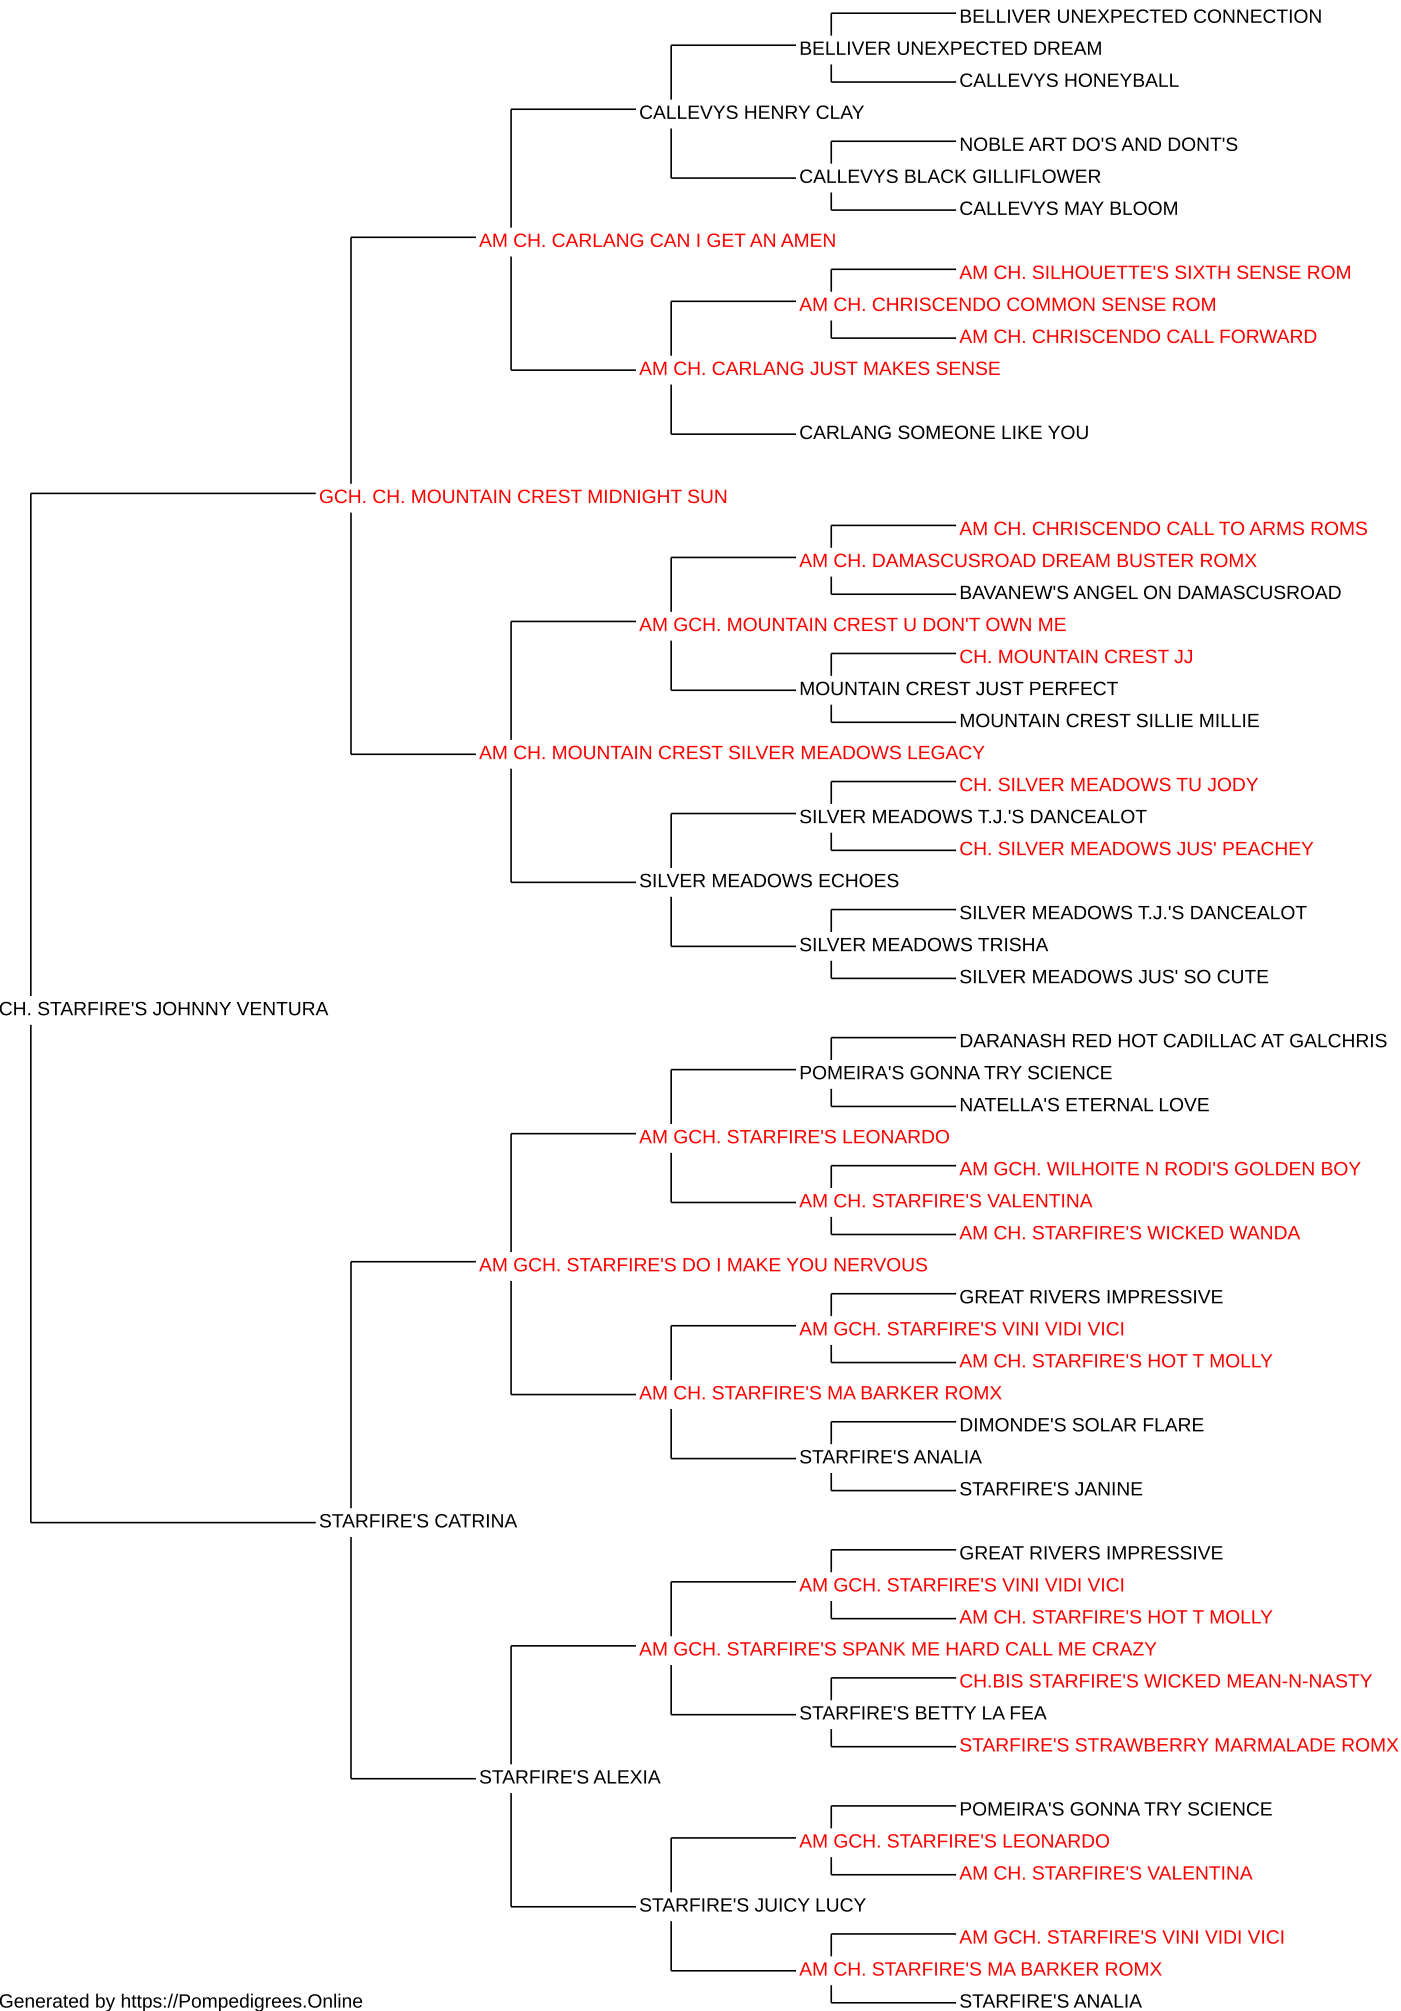 BELLIVER UNEXPECTED CONNECTION
BELLIVER UNEXPECTED DREAM
CALLEVYS HONEYBALL
CALLEVYS HENRY CLAY
NOBLE ART DO'S AND DONT'S
CALLEVYS BLACK GILLIFLOWER
CALLEVYS MAY BLOOM
AM CH. CARLANG CAN I GET AN AMEN
AM CH. SILHOUETTE'S SIXTH SENSE ROM
AM CH. CHRISCENDO COMMON SENSE ROM
AM CH. CHRISCENDO CALL FORWARD
AM CH. CARLANG JUST MAKES SENSE
CARLANG SOMEONE LIKE YOU
GCH. CH. MOUNTAIN CREST MIDNIGHT SUN
AM CH. CHRISCENDO CALL TO ARMS ROMS
AM CH. DAMASCUSROAD DREAM BUSTER ROMX
BAVANEW'S ANGEL ON DAMASCUSROAD
AM GCH. MOUNTAIN CREST U DON'T OWN ME
CH. MOUNTAIN CREST JJ
MOUNTAIN CREST JUST PERFECT
MOUNTAIN CREST SILLIE MILLIE
AM CH. MOUNTAIN CREST SILVER MEADOWS LEGACY
CH. SILVER MEADOWS TU JODY
SILVER MEADOWS T.J.'S DANCEALOT
CH. SILVER MEADOWS JUS' PEACHEY
SILVER MEADOWS ECHOES
SILVER MEADOWS T.J.'S DANCEALOT
SILVER MEADOWS TRISHA
SILVER MEADOWS JUS' SO CUTE
CH. STARFIRE'S JOHNNY VENTURA
DARANASH RED HOT CADILLAC AT GALCHRIS
POMEIRA'S GONNA TRY SCIENCE
NATELLA'S ETERNAL LOVE
AM GCH. STARFIRE'S LEONARDO
AM GCH. WILHOITE N RODI'S GOLDEN BOY
AM CH. STARFIRE'S VALENTINA
AM CH. STARFIRE'S WICKED WANDA
AM GCH. STARFIRE'S DO I MAKE YOU NERVOUS
GREAT RIVERS IMPRESSIVE
AM GCH. STARFIRE'S VINI VIDI VICI
AM CH. STARFIRE'S HOT T MOLLY
AM CH. STARFIRE'S MA BARKER ROMX
DIMONDE'S SOLAR FLARE
STARFIRE'S ANALIA
STARFIRE'S JANINE
STARFIRE'S CATRINA
GREAT RIVERS IMPRESSIVE
AM GCH. STARFIRE'S VINI VIDI VICI
AM CH. STARFIRE'S HOT T MOLLY
AM GCH. STARFIRE'S SPANK ME HARD CALL ME CRAZY
CH.BIS STARFIRE'S WICKED MEAN-N-NASTY
STARFIRE'S BETTY LA FEA
STARFIRE'S STRAWBERRY MARMALADE ROMX
STARFIRE'S ALEXIA
POMEIRA'S GONNA TRY SCIENCE
AM GCH. STARFIRE'S LEONARDO
AM CH. STARFIRE'S VALENTINA
STARFIRE'S JUICY LUCY
AM GCH. STARFIRE'S VINI VIDI VICI
AM CH. STARFIRE'S MA BARKER ROMX
STARFIRE'S ANALIA
Generated by https://Pompedigrees.Online